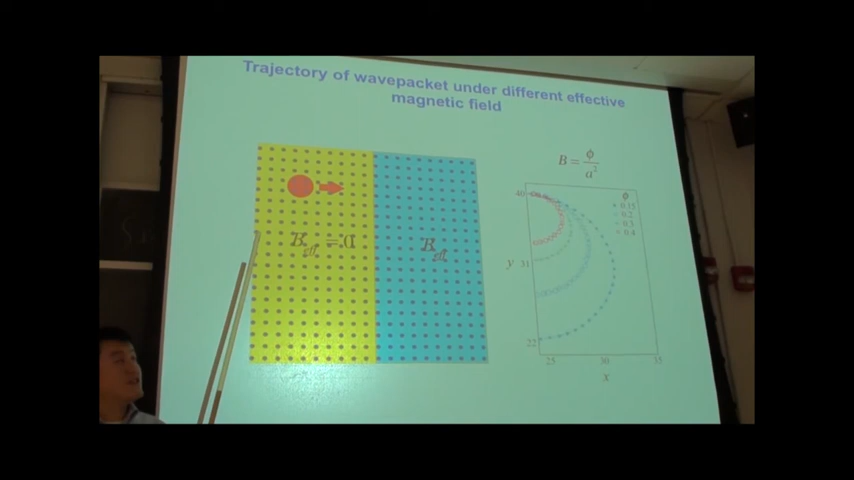 Trajectory of wavepacket under different effective
magnetic field
B = ϕ / a²
B_eff = 0
B_eff
ϕ
0.15
0.2
0.3
0.4
40
y 31
22
25 30 35
x